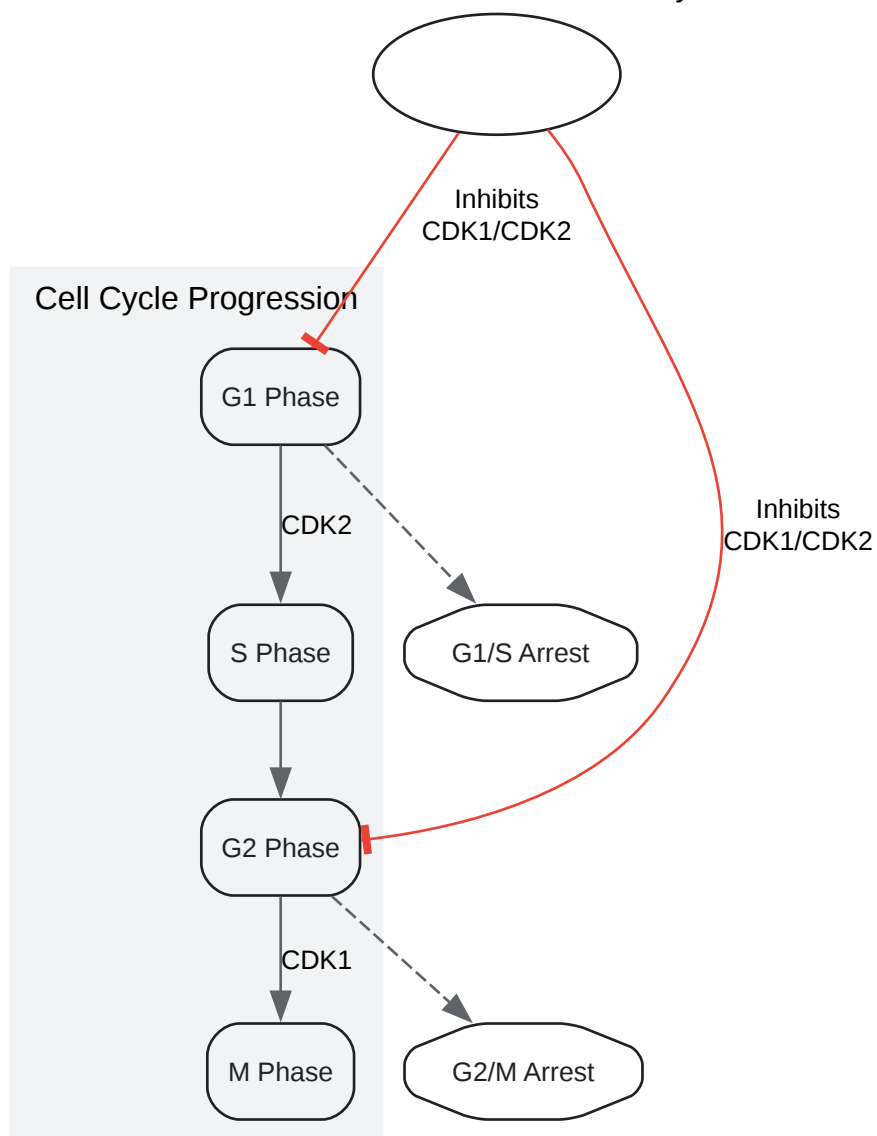 Inhibits
CDK1/CDK2
Cell Cycle Progression
G1 Phase
CDK2
Inhibits
CDK1/CDK2
S Phase
G1/S Arrest
G2 Phase
CDK1
M Phase
G2/M Arrest